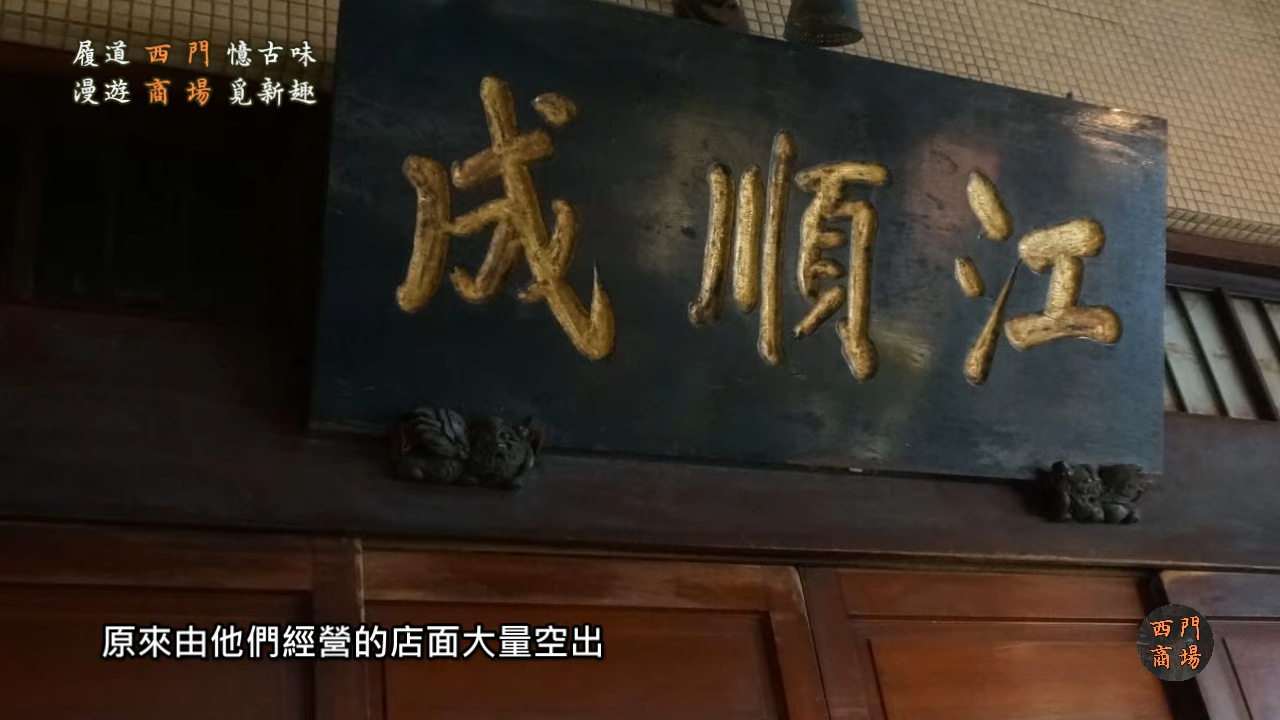 履道西門憶古味
漫遊商場覓新趣
江順成
原來由他們經營的店面大量空出
西門
商場